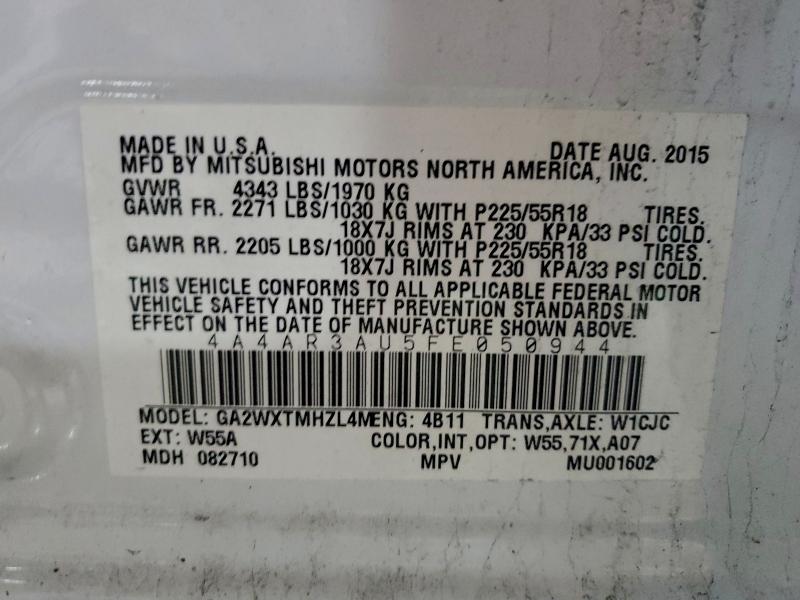 MADE IN U.S.A. DATE AUG. 2015
MFD BY MITSUBISHI MOTORS NORTH AMERICA, INC.
GVWR 4343 LBS/1970 KG
GAWR FR. 2271 LBS/1030 KG WITH P225/55R18 TIRES.
18X7J RIMS AT 230 KPA/33 PSI COLD.
GAWR RR. 2205 LBS/1000 KG WITH P225/55R18 TIRES.
18X7J RIMS AT 230 KPA/33 PSI COLD.
THIS VEHICLE CONFORMS TO ALL APPLICABLE FEDERAL MOTOR
VEHICLE SAFETY AND THEFT PREVENTION STANDARDS IN
EFFECT ON THE DATE OF MANUFACTURE SHOWN ABOVE.
4A4AR3AU5FE050944
MODEL: GA2WXTMHZL4M ENG: 4B11 TRANS,AXLE: W1CJC
EXT: W55A COLOR,INT,OPT: W55,71X,A07
MDH 082710 MPV MU001602